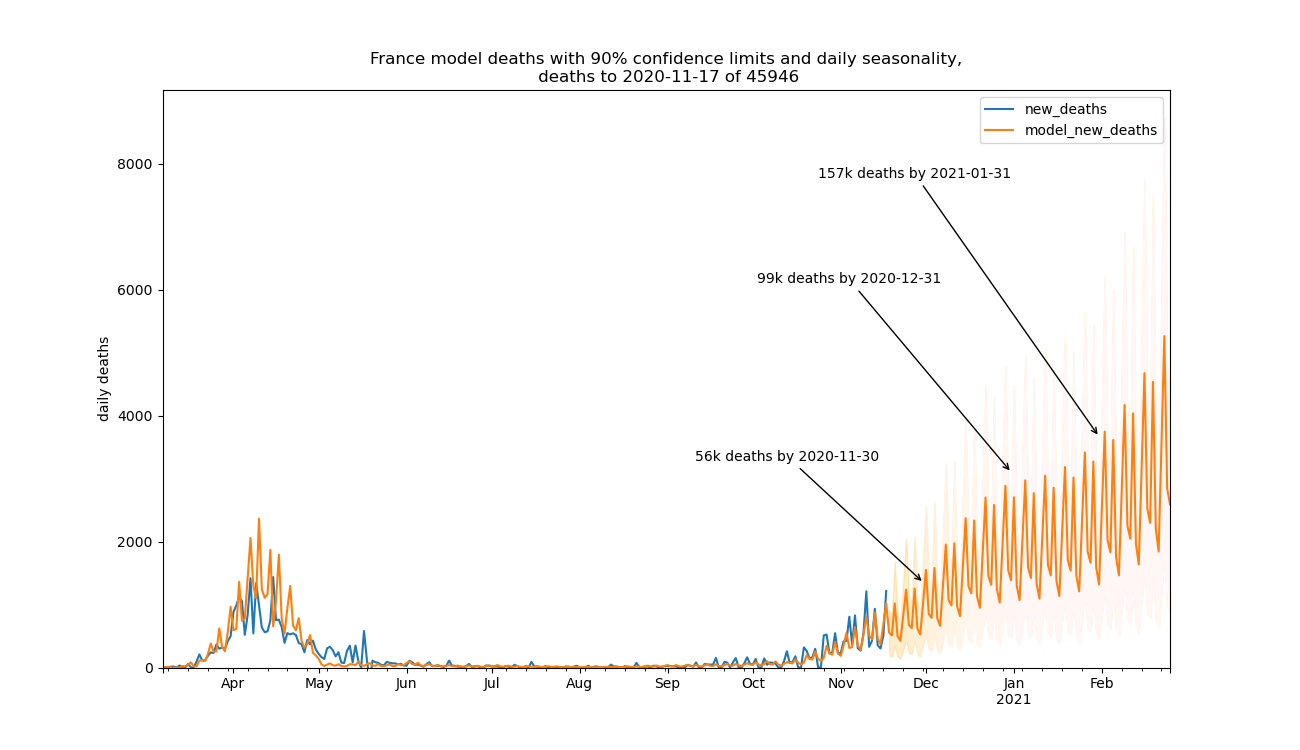 France model deaths with 90% confidence limits and daily seasonality,
deaths to 2020-11-17 of 45946
new_deaths
model_new_deaths
8000
157k deaths by 2021-01-31
6000
99k deaths by 2020-12-31
daily deaths
4000
56k deaths by 2020-11-30
2000
0
Apr May Jun Jul Aug Sep Oct Nov Dec Jan Feb
2021